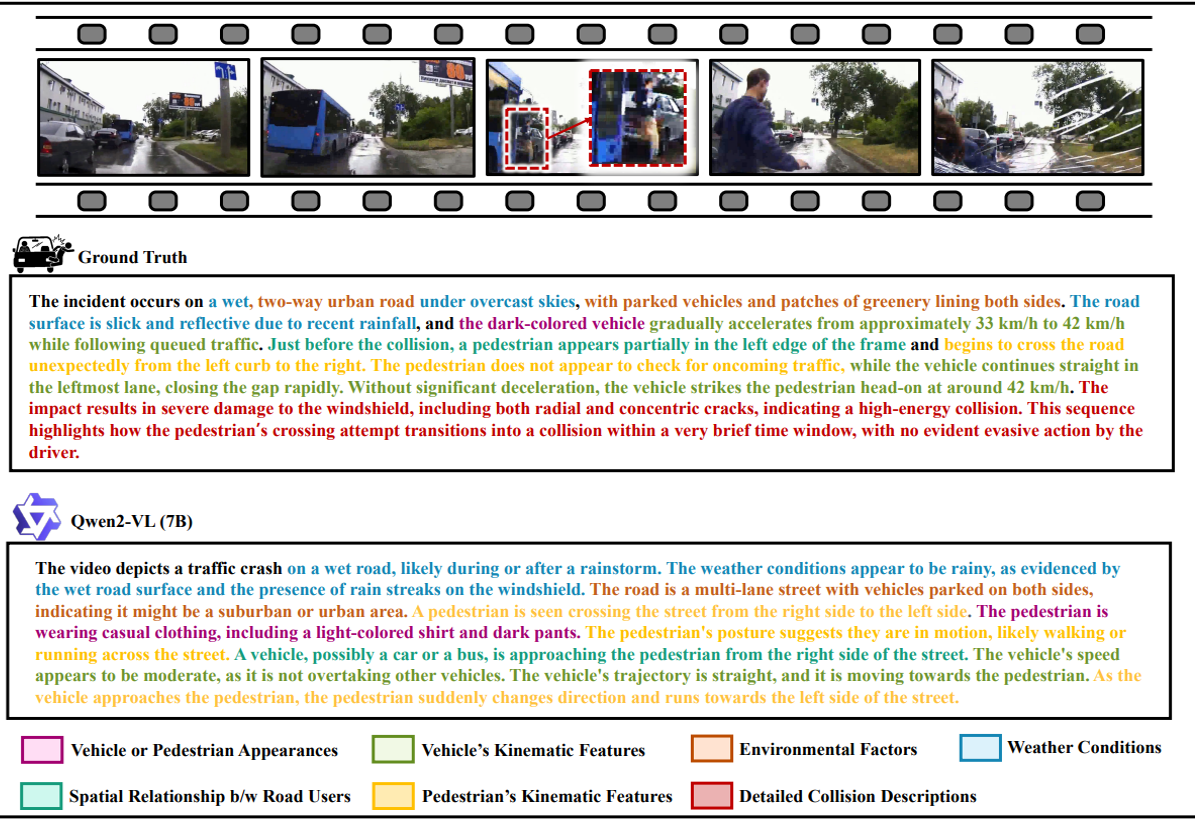 Ground Truth
The incident occurs on a wet, two-way urban road under overcast skies, with parked vehicles and patches of greenery lining both sides. The road
surface is slick and reflective due to recent rainfall, and the dark-colored vehicle gradually accelerates from approximately 33 km/h to 42 km/h
while following queued traffic. Just before the collision, a pedestrian appears partially in the left edge of the frame and begins to cross the road
unexpectedly from the left curb to the right. The pedestrian does not appear to check for oncoming traffic, while the vehicle continues straight in
the leftmost lane, closing the gap rapidly. Without significant deceleration, the vehicle strikes the pedestrian head-on at around 42 km/h. The
impact results in severe damage to the windshield, including both radial and concentric cracks, indicating a high-energy collision. This sequence
highlights how the pedestrian's crossing attempt transitions into a collision within a very brief time window, with no evident evasive action by the
driver.
Qwen2-VL (7B)
The video depicts a traffic crash on a wet road, likely during or after a rainstorm. The weather conditions appear to be rainy, as evidenced by
the wet road surface and the presence of rain streaks on the windshield. The road is a multi-lane street with vehicles parked on both sides,
indicating it might be a suburban or urban area. A pedestrian is seen crossing the street from the right side to the left side. The pedestrian is
wearing casual clothing, including a light-colored shirt and dark pants. The pedestrian's posture suggests they are in motion, likely walking or
running across the street. A vehicle, possibly a car or a bus, is approaching the pedestrian from the right side of the street. The vehicle's speed
appears to be moderate, as it is not overtaking other vehicles. The vehicle's trajectory is straight, and it is moving towards the pedestrian. As the
vehicle approaches the pedestrian, the pedestrian suddenly changes direction and runs towards the left side of the street.
Vehicle or Pedestrian Appearances
Vehicle's Kinematic Features
Environmental Factors
Weather Conditions
Spatial Relationship b/w Road Users
Pedestrian's Kinematic Features
Detailed Collision Descriptions